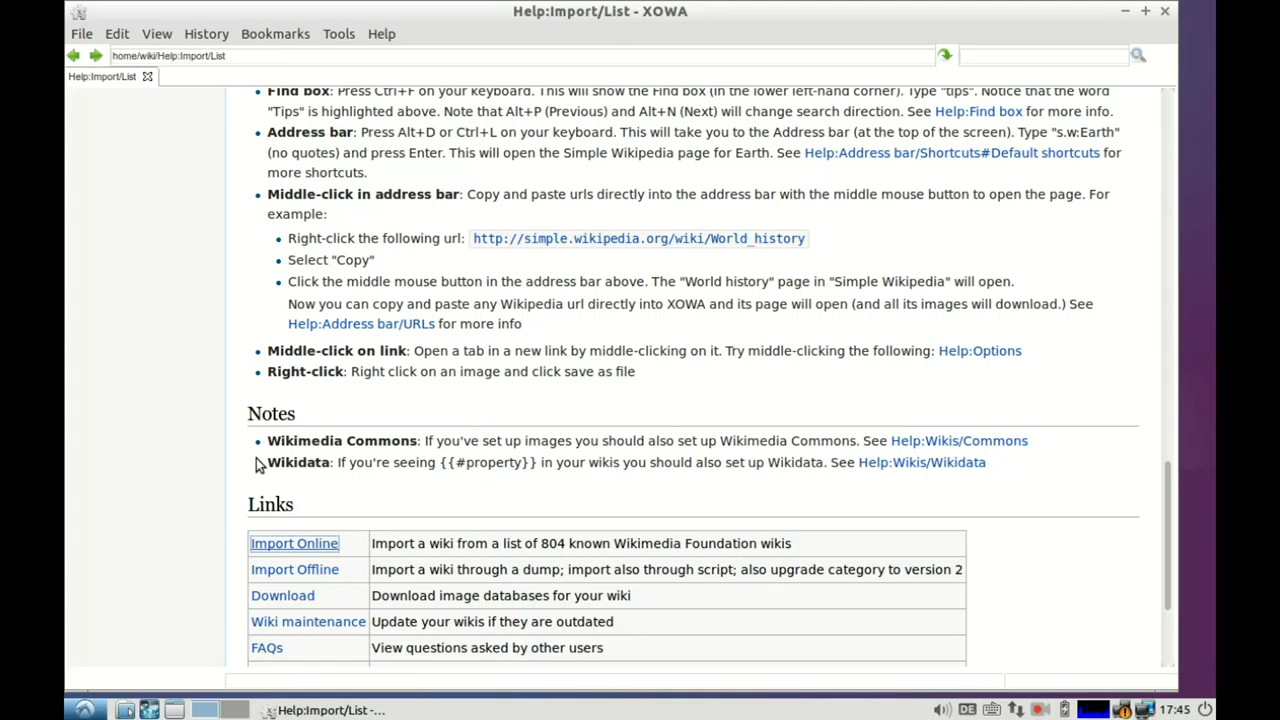 Help:Import/List - XOWA
File Edit View History Bookmarks Tools Help
home/wiki/Help:Import/List
Help:Import/List
Find box: Press Ctrl+F on your keyboard. This will show the Find box (in the lower left-hand corner). Type "tips". Notice that the word
"Tips" is highlighted above. Note that Alt+P (Previous) and Alt+N (Next) will change search direction. See Help:Find box for more info.
Address bar: Press Alt+D or Ctrl+L on your keyboard. This will take you to the Address bar (at the top of the screen). Type "s.w:Earth"
(no quotes) and press Enter. This will open the Simple Wikipedia page for Earth. See Help:Address bar/Shortcuts#Default shortcuts for
more shortcuts.
Middle-click in address bar: Copy and paste urls directly into the address bar with the middle mouse button to open the page. For
example:
Right-click the following url: http://simple.wikipedia.org/wiki/World_history
Select "Copy"
Click the middle mouse button in the address bar above. The "World history" page in "Simple Wikipedia" will open.
Now you can copy and paste any Wikipedia url directly into XOWA and its page will open (and all its images will download.) See
Help:Address bar/URLs for more info
Middle-click on link: Open a tab in a new link by middle-clicking on it. Try middle-clicking the following: Help:Options
Right-click: Right click on an image and click save as file
Notes
Wikimedia Commons: If you've set up images you should also set up Wikimedia Commons. See Help:Wikis/Commons
Wikidata: If you're seeing {{#property}} in your wikis you should also set up Wikidata. See Help:Wikis/Wikidata
Links
Import Online Import a wiki from a list of 804 known Wikimedia Foundation wikis
Import Offline Import a wiki through a dump; import also through script; also upgrade category to version 2
Download Download image databases for your wiki
Wiki maintenance Update your wikis if they are outdated
FAQs View questions asked by other users
Help:Import/List -... DE 17:45